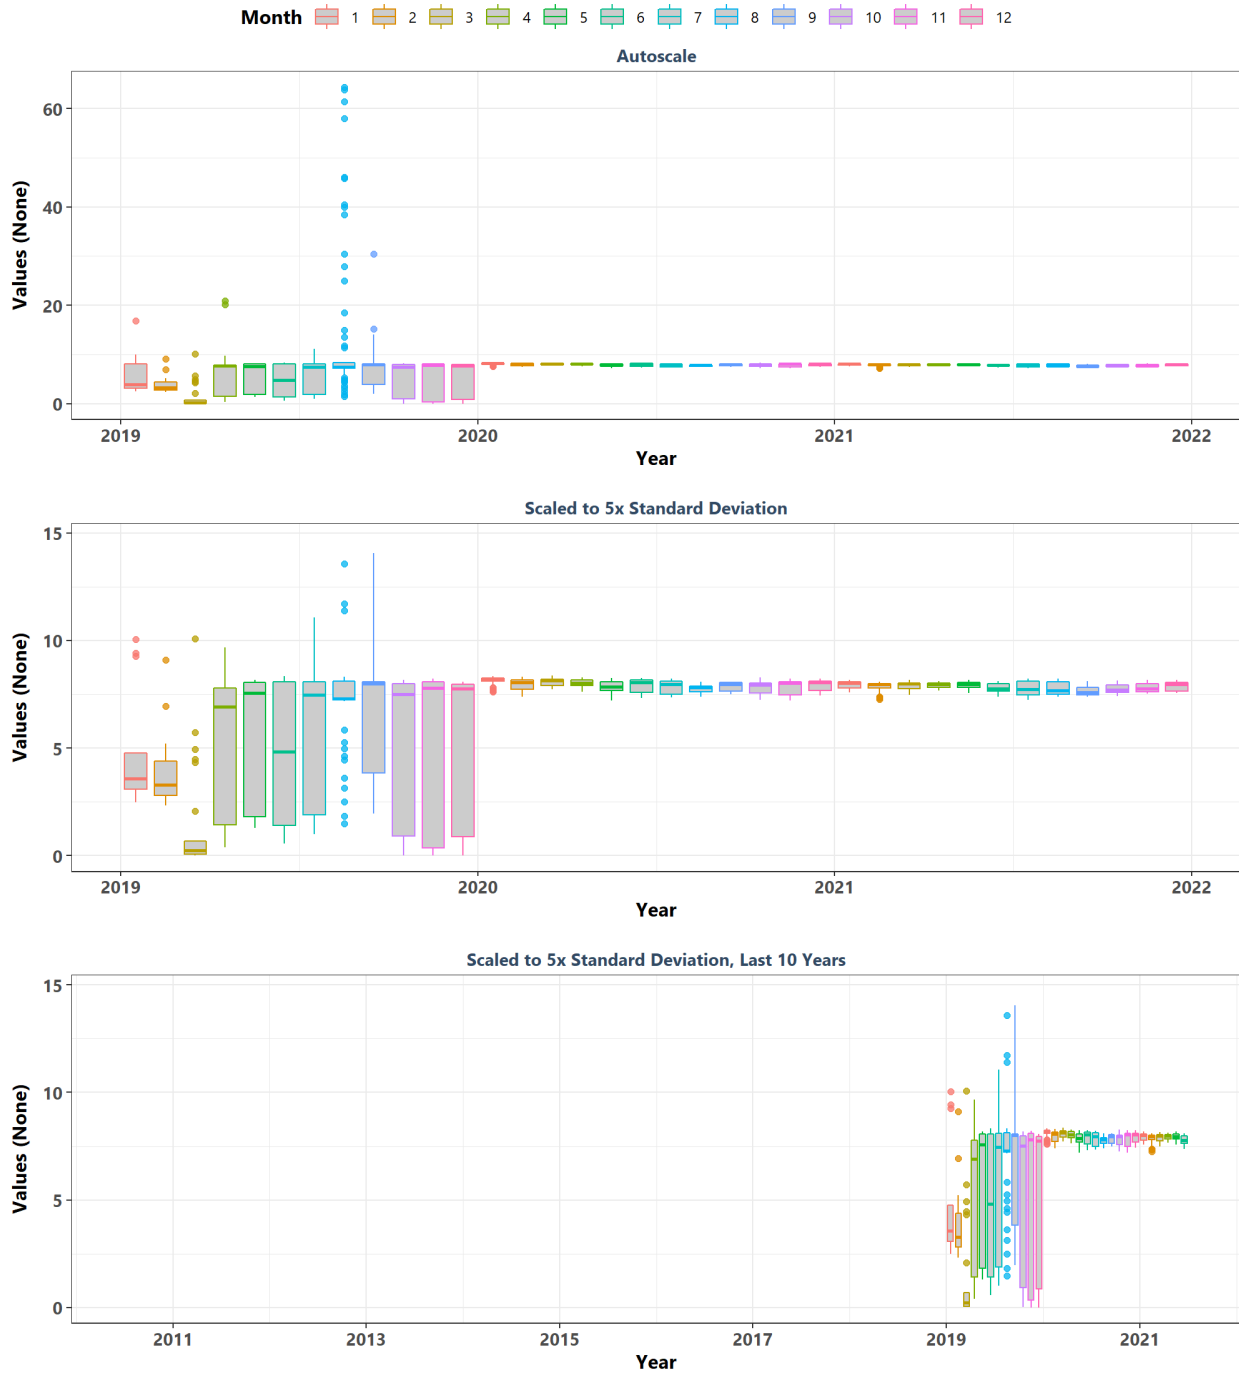 Month 1 2 3 4 5 6 7 8 9 10 11 12
Autoscale
Values (None)
60
40
20
0
2019 2020 2021 2022
Year
Scaled to 5x Standard Deviation
Values (None)
15
10
5
0
2019 2020 2021 2022
Year
Scaled to 5x Standard Deviation, Last 10 Years
Values (None)
15
10
5
0
2011 2013 2015 2017 2019 2021
Year